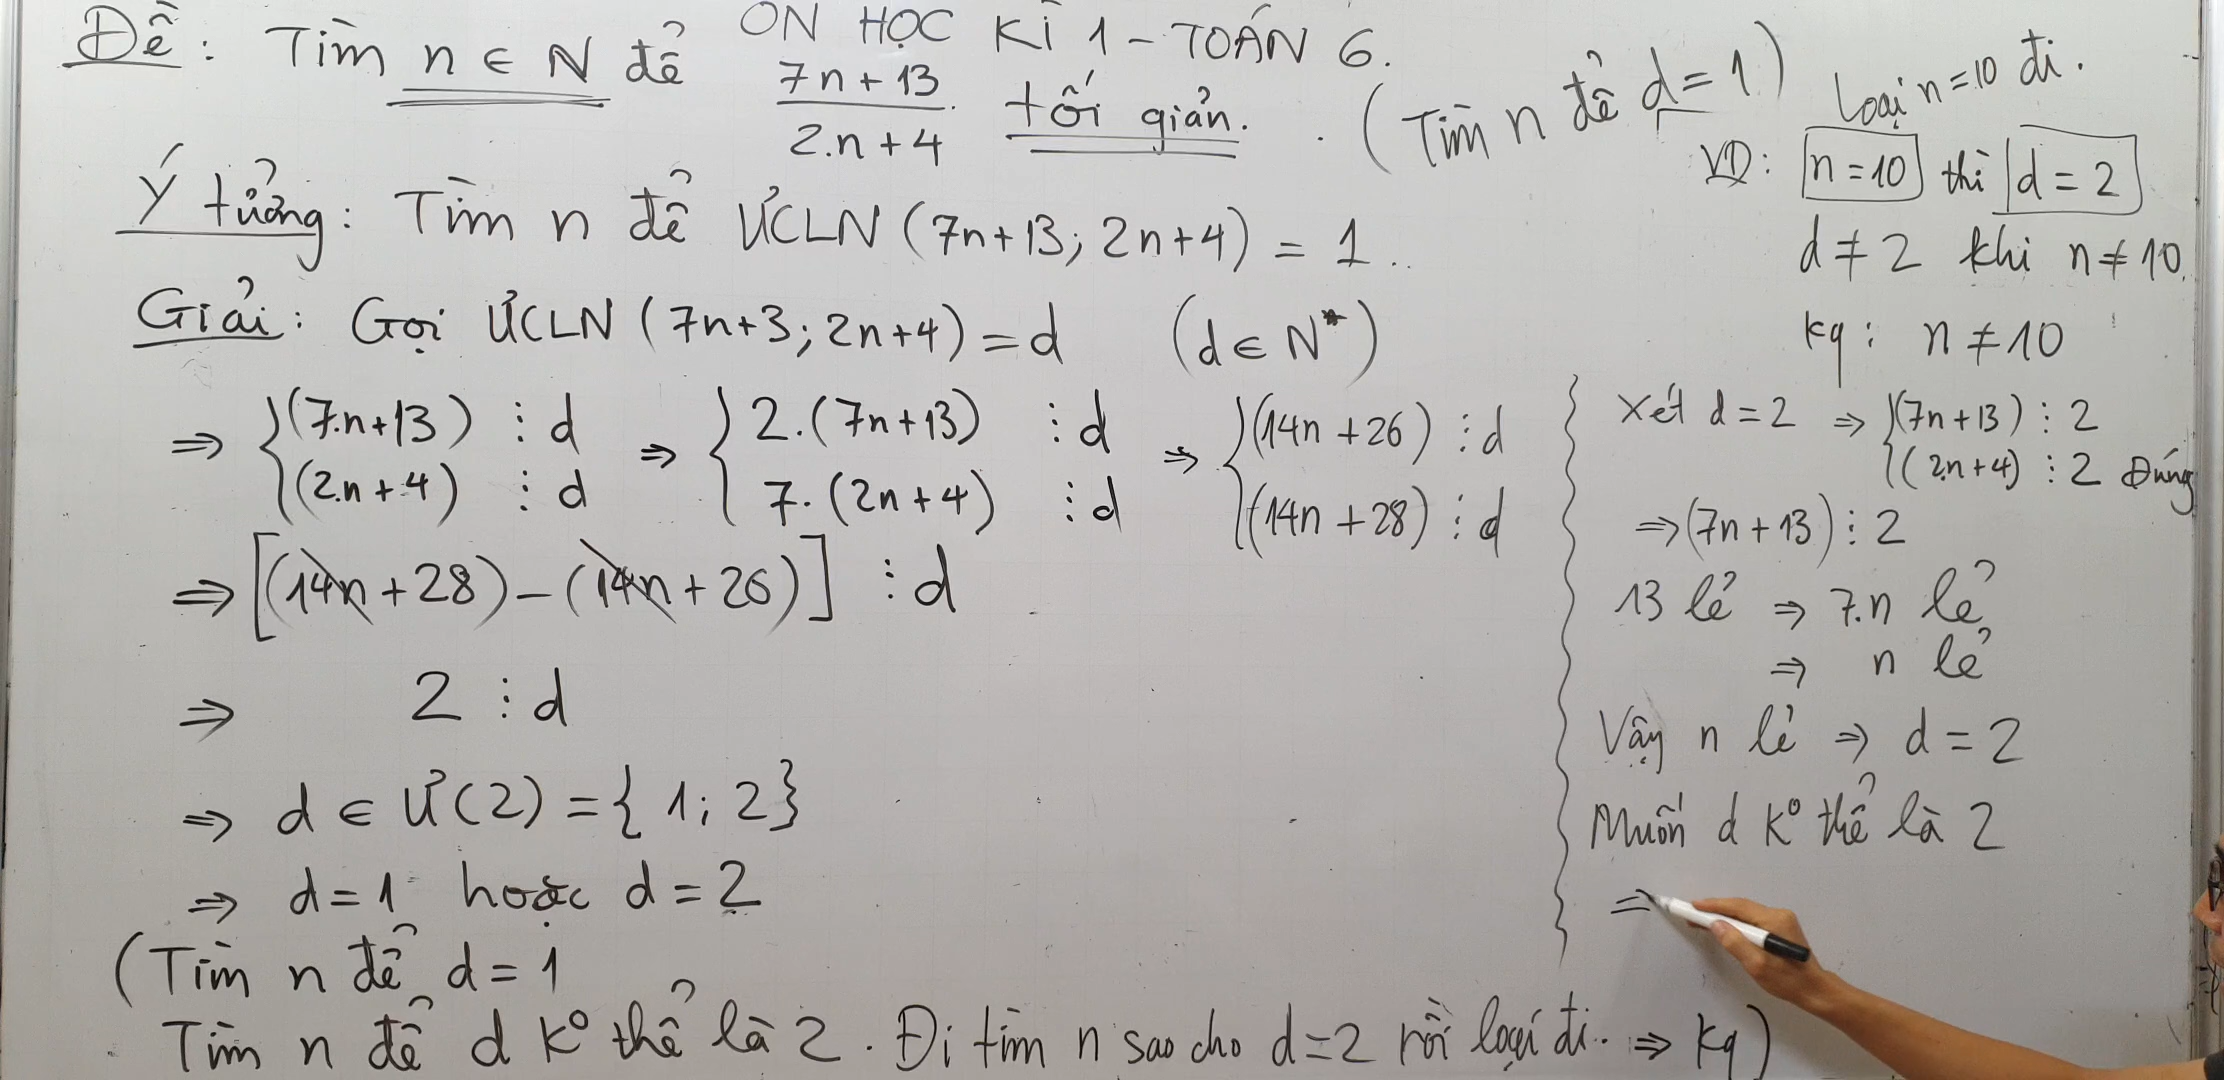 ÔN HỌC KÌ 1 - TOÁN 6.
Đề: Tìm n ∈ N để (7n + 13)/(2.n + 4) tối giản. (Tìm n để d = 1)
Ý tưởng: Tìm n để ƯCLN (7n+13; 2n+4) = 1.
Giải: Gọi ƯCLN (7n+3; 2n+4) = d (d ∈ N*)
⇒ { (7.n+13) ⋮ d ⇒ { 2.(7n+13) ⋮ d ⇒ { (14n + 26) ⋮ d
(2.n + 4) ⋮ d 7.(2n + 4) ⋮ d (14n + 28) ⋮ d
⇒ [(14n + 28) - (14n + 26)] ⋮ d
⇒ 2 ⋮ d
⇒ d ∈ Ư(2) = { 1; 2 }
⇒ d = 1 hoặc d = 2
(Tìm n để d = 1
Tìm n để d k° thể là 2. Đi tìm n sao cho d = 2 rồi loại đi.. ⇒ kq)
Loại n = 10 đi.
VD: n = 10 thì d = 2
d ≠ 2 khi n ≠ 10.
kq: n ≠ 10
Xét d = 2 ⇒ { (7n + 13) ⋮ 2
(2n + 4) ⋮ 2 Đúng
⇒ (7n + 13) ⋮ 2
13 lẻ ⇒ 7.n lẻ
⇒ n lẻ
Vậy n lẻ ⇒ d = 2
Muốn d k° thể là 2
⇒